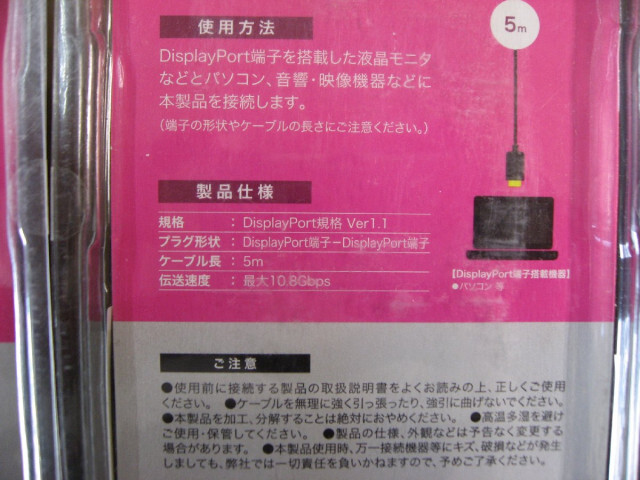 使用方法
DisplayPort端子を搭載した液晶モニタ
などとパソコン、音響・映像機器などに
本製品を接続します。
(端子の形状やケーブルの長さにご注意ください。)
5m
製品仕様
規格 : DisplayPort規格 Ver1.1
プラグ形状 : DisplayPort端子ーDisplayPort端子
ケーブル長 : 5m
伝送速度 : 最大10.8Gbps
【DisplayPort端子搭載機器】
●パソコン 等
ご注意
●使用前に接続する製品の取扱説明書をよくお読みの上、正しくご使用
ください。 ●ケーブルを無理に強く引っ張ったり、強引に曲げないでください。
●本製品を加工、分解することは絶対におやめください。 ●高温多湿を避け
ご使用・保管してください。 ●製品の仕様、外観などは予告なく変更する
場合があります。 ●本製品使用時、万一接続機器等にキズ、破損などが発生
しましても、弊社では一切責任を負いかねますので、予めご了承ください。